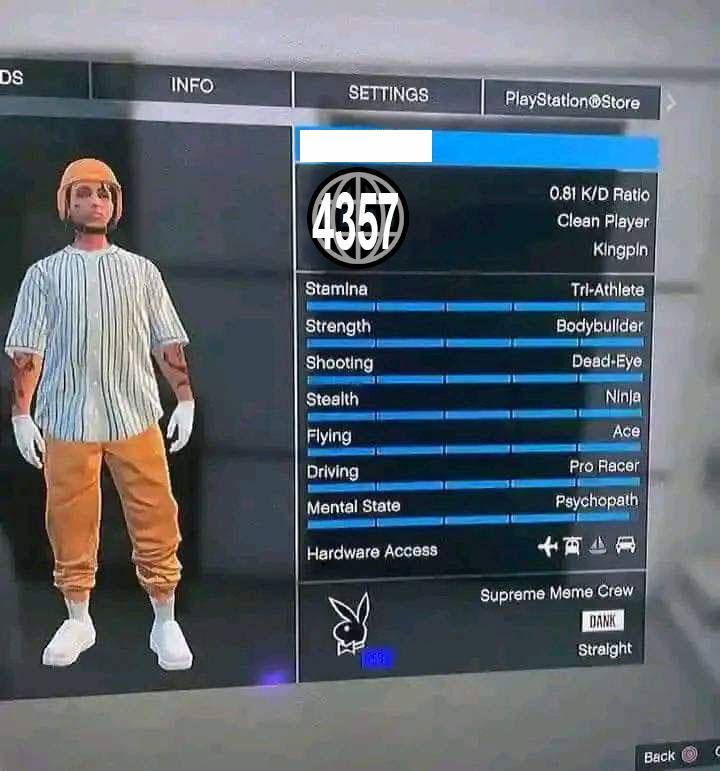 DS
INFO
SETTINGS
PlayStation®Store
4357
0.81 K/D Ratio
Clean Player
Kingpin
Stamina Tri-Athlete
Strength Bodybuilder
Shooting Dead-Eye
Stealth Ninja
Flying Ace
Driving Pro Racer
Mental State Psychopath
Hardware Access
Supreme Meme Crew
DANK
Straight
Back